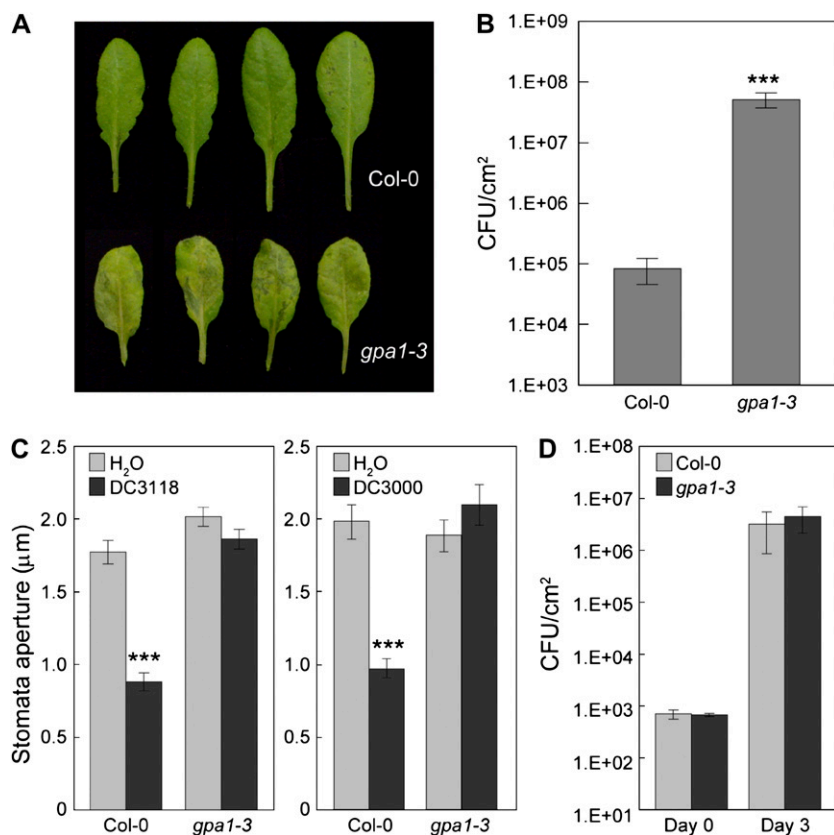 A
Col-0
gpa1-3
B
CFU/cm²
1.E+09
1.E+08
1.E+07
1.E+06
1.E+05
1.E+04
1.E+03
***
Col-0
gpa1-3
C
Stomata aperture (µm)
2.5
2.0
1.5
1.0
0.5
0
H₂O
DC3118
***
Col-0
gpa1-3
2.5
2.0
1.5
1.0
0.5
0
H₂O
DC3000
***
Col-0
gpa1-3
D
CFU/cm²
1.E+08
1.E+07
1.E+06
1.E+05
1.E+04
1.E+03
1.E+02
1.E+01
Col-0
gpa1-3
Day 0
Day 3